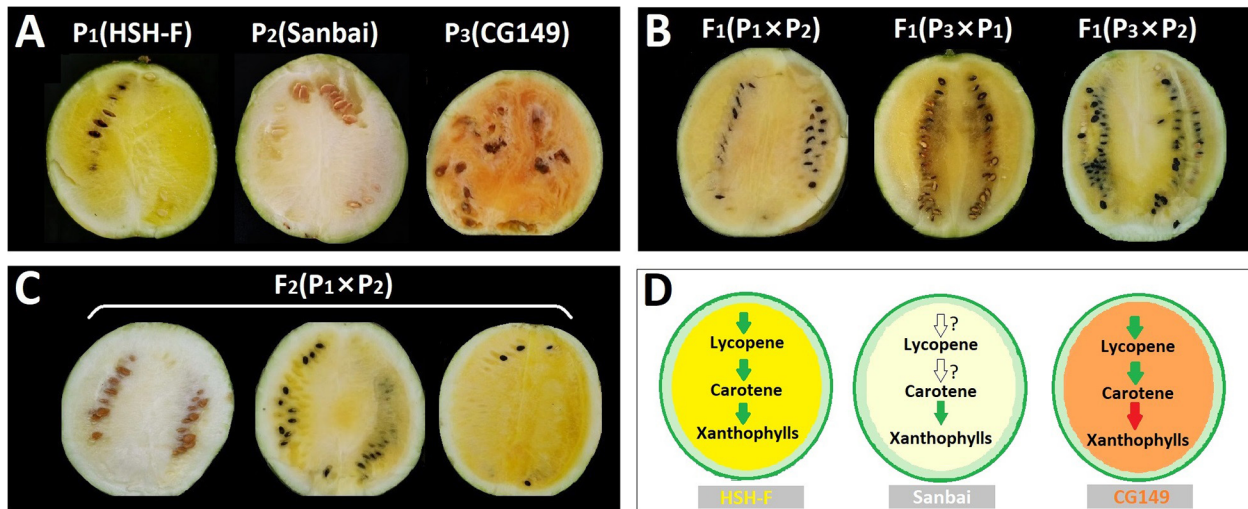 A
P1(HSH-F)
P2(Sanbai)
P3(CG149)
B
F1(P1×P2)
F1(P3×P1)
F1(P3×P2)
C
F2(P1×P2)
D
Lycopene
Carotene
Xanthophylls
HSH-F
?
Lycopene
?
Carotene
Xanthophylls
Sanbai
Lycopene
Carotene
Xanthophylls
CG149